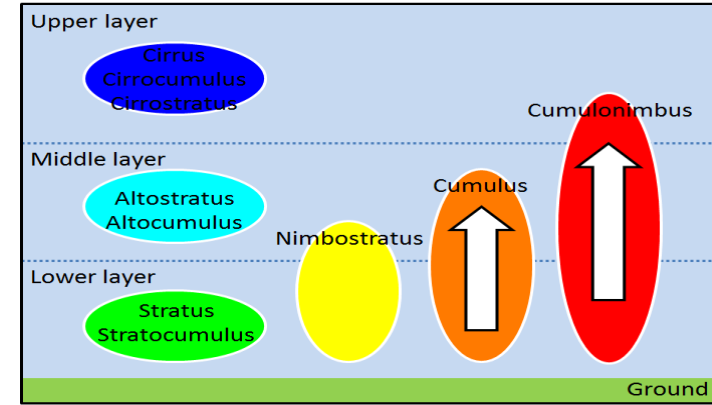 Upper layer
Cirrus
Cirrocumulus
Cirrostratus
Cumulonimbus
Middle layer
Altostratus
Altocumulus
Cumulus
Nimbostratus
Lower layer
Stratus
Stratocumulus
Ground